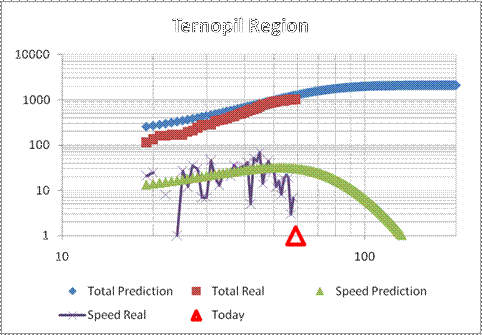 Ternopil Region
10000
1000
100
10
1
10 100
Total Prediction Total Real Speed Prediction
Speed Real Today